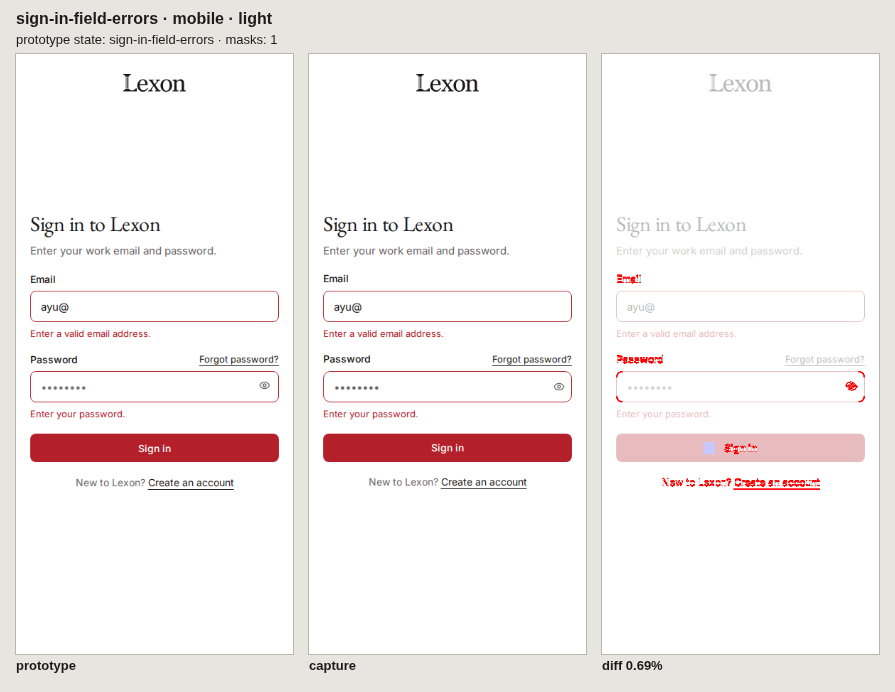 sign-in-field-errors · mobile · light
prototype state: sign-in-field-errors · masks: 1
Lexon
Sign in to Lexon
Enter your work email and password.
Email
ayu@
Enter a valid email address.
Password Forgot password?
••••••••
Enter your password.
Sign in
New to Lexon? Create an account
prototype
Lexon
Sign in to Lexon
Enter your work email and password.
Email
ayu@
Enter a valid email address.
Password Forgot password?
••••••••
Enter your password.
Sign in
New to Lexon? Create an account
capture
Lexon
Sign in to Lexon
Enter your work email and password.
Email
ayu@
Enter a valid email address.
Password Forgot password?
••••••••
Enter your password.
Sign in
New to Lexon? Create an account
diff 0.69%